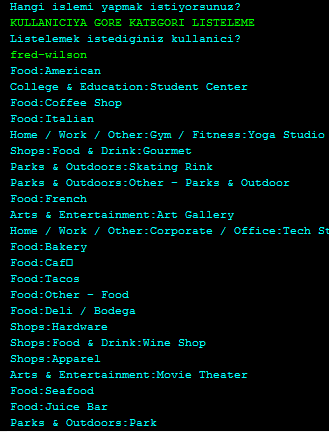 Hangi islemi yapmak istiyorsunuz?
KULLANICIYA GORE KATEGORI LISTELEME
Listelemek istediginiz kullanici?
fred-wilson
Food:American
College & Education:Student Center
Food:Coffee Shop
Food:Italian
Home / Work / Other:Gym / Fitness:Yoga Studio
Shops:Food & Drink:Gourmet
Parks & Outdoors:Skating Rink
Parks & Outdoors:Other - Parks & Outdoor
Food:French
Arts & Entertainment:Art Gallery
Home / Work / Other:Corporate / Office:Tech St
Food:Bakery
Food:Caf□
Food:Tacos
Food:Other - Food
Food:Deli / Bodega
Shops:Hardware
Shops:Food & Drink:Wine Shop
Shops:Apparel
Arts & Entertainment:Movie Theater
Food:Seafood
Food:Juice Bar
Parks & Outdoors:Park